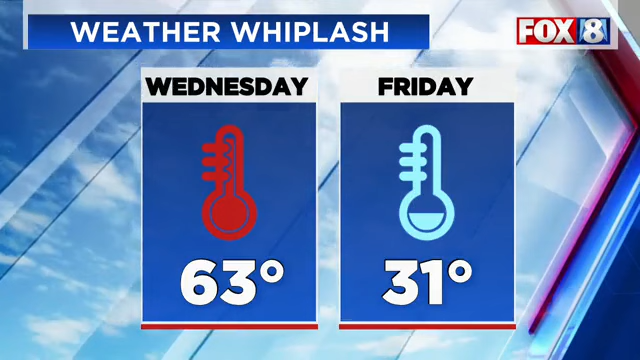 WEATHER WHIPLASH
FOX 8
WEDNESDAY
FRIDAY
63°
31°